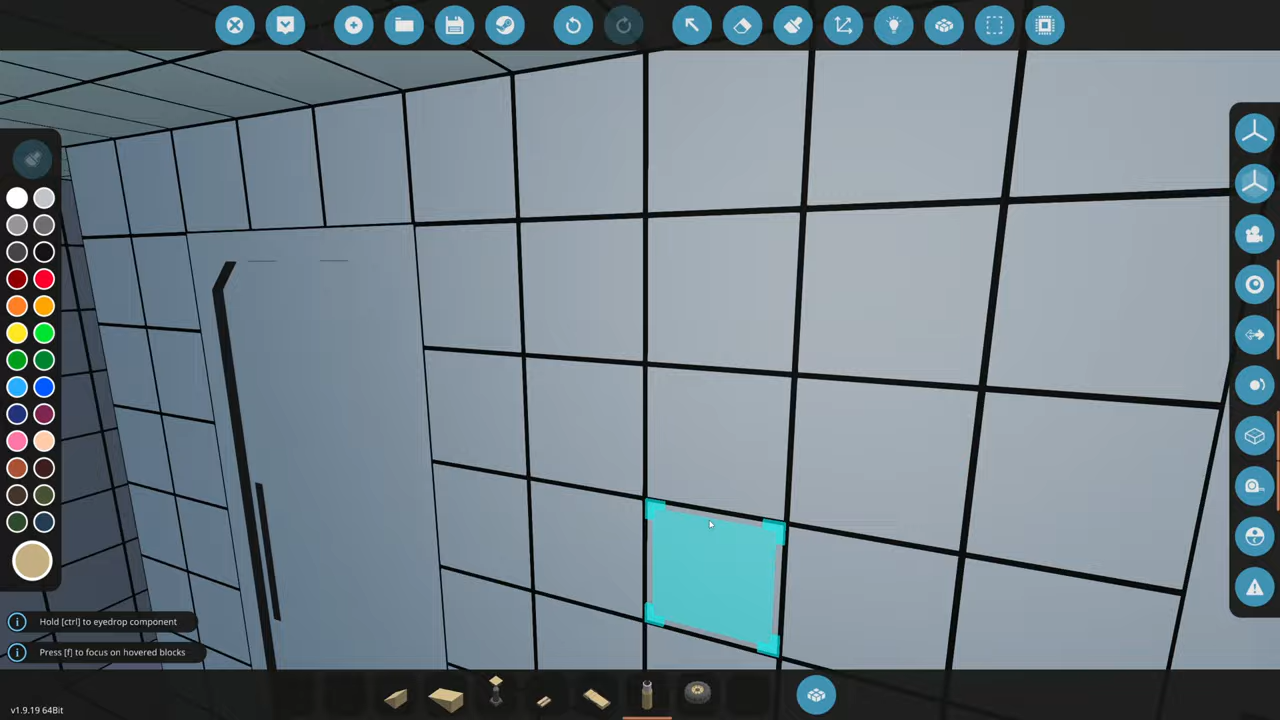 Hold [ctrl] to eyedrop component
Press [f] to focus on hovered blocks
v1.9.19 64Bit